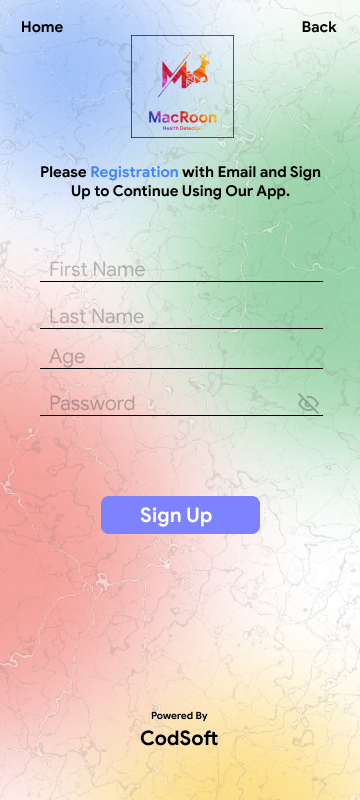 Home
Back
MacRoon
Health Detector
Please Registration with Email and Sign
Up to Continue Using Our App.
First Name
Last Name
Age
Password
Sign Up
Powered By
CodSoft